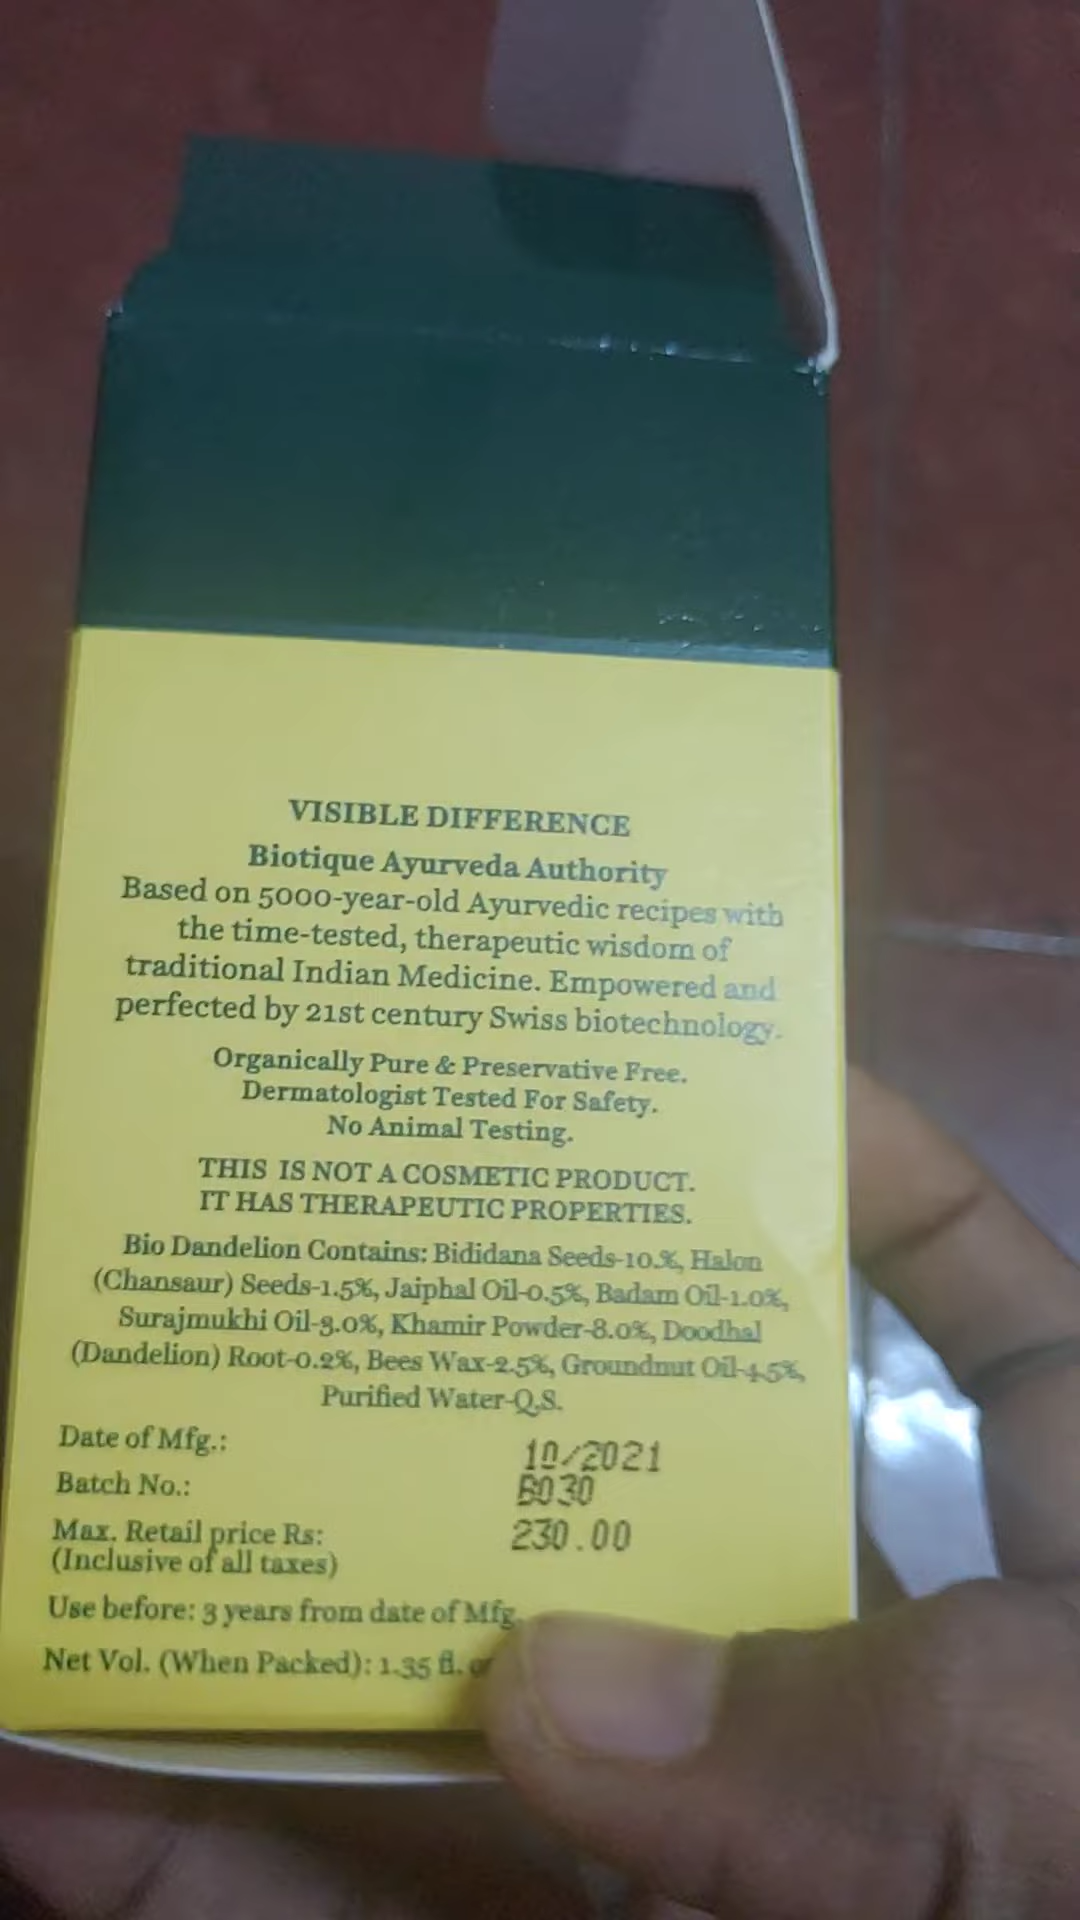 VISIBLE DIFFERENCE
Biotique Ayurveda Authority
Based on 5000-year-old Ayurvedic recipes with
the time-tested, therapeutic wisdom of
traditional Indian Medicine. Empowered and
perfected by 21st century Swiss biotechnology.
Organically Pure & Preservative Free.
Dermatologist Tested For Safety.
No Animal Testing.
THIS IS NOT A COSMETIC PRODUCT.
IT HAS THERAPEUTIC PROPERTIES.
Bio Dandelion Contains: Bididana Seeds-10.%, Halon
(Chansaur) Seeds-1.5%, Jaiphal Oil-0.5%, Badam Oil-1.0%,
Surajmukhi Oil-3.0%, Khamir Powder-8.0%, Doodhal
(Dandelion) Root-0.2%, Bees Wax-2.5%, Groundnut Oil-4.5%,
Purified Water-Q.S.
Date of Mfg.: 10/2021
Batch No.: B030
Max. Retail price Rs: 230.00
(Inclusive of all taxes)
Use before: 3 years from date of Mfg.
Net Vol. (When Packed): 1.35 fl.